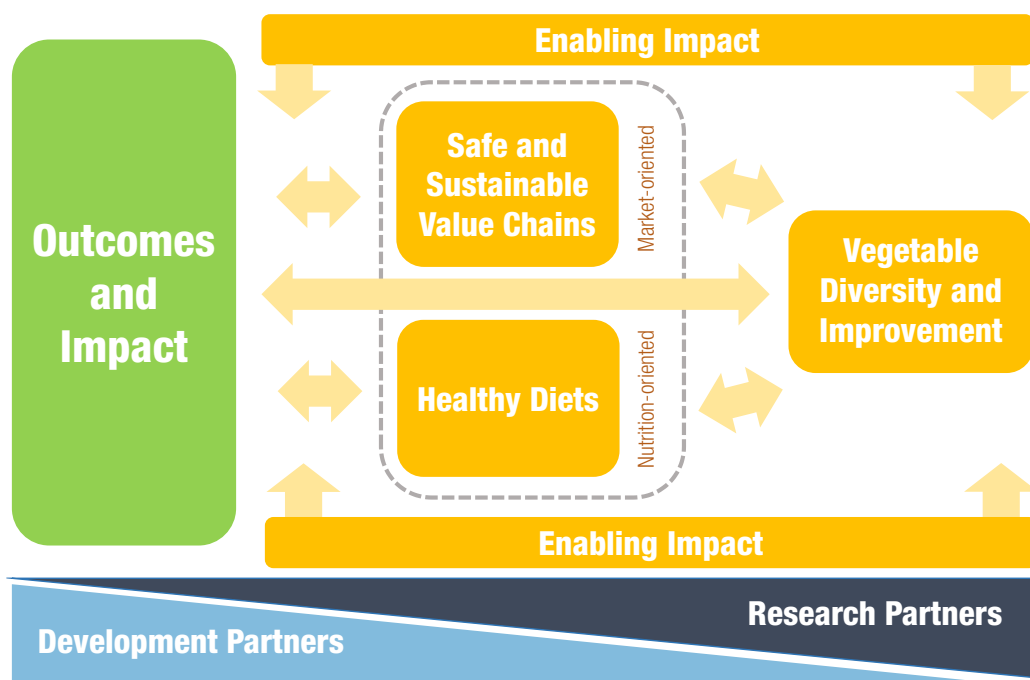 Enabling Impact
Outcomes
and
Impact
Safe and
Sustainable
Value Chains
Market-oriented
Healthy Diets
Nutrition-oriented
Vegetable
Diversity and
Improvement
Enabling Impact
Research Partners
Development Partners